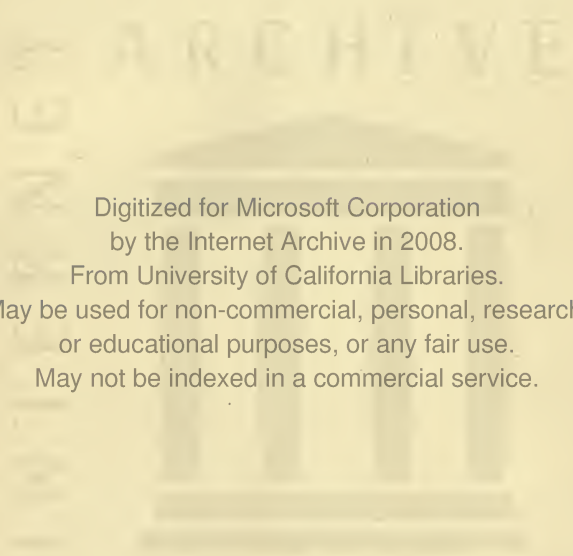 ARCHIVE
Digitized for Microsoft Corporation
by the Internet Archive in 2008.
From University of California Libraries.
May be used for non-commercial, personal, research,
or educational purposes, or any fair use.
May not be indexed in a commercial service.